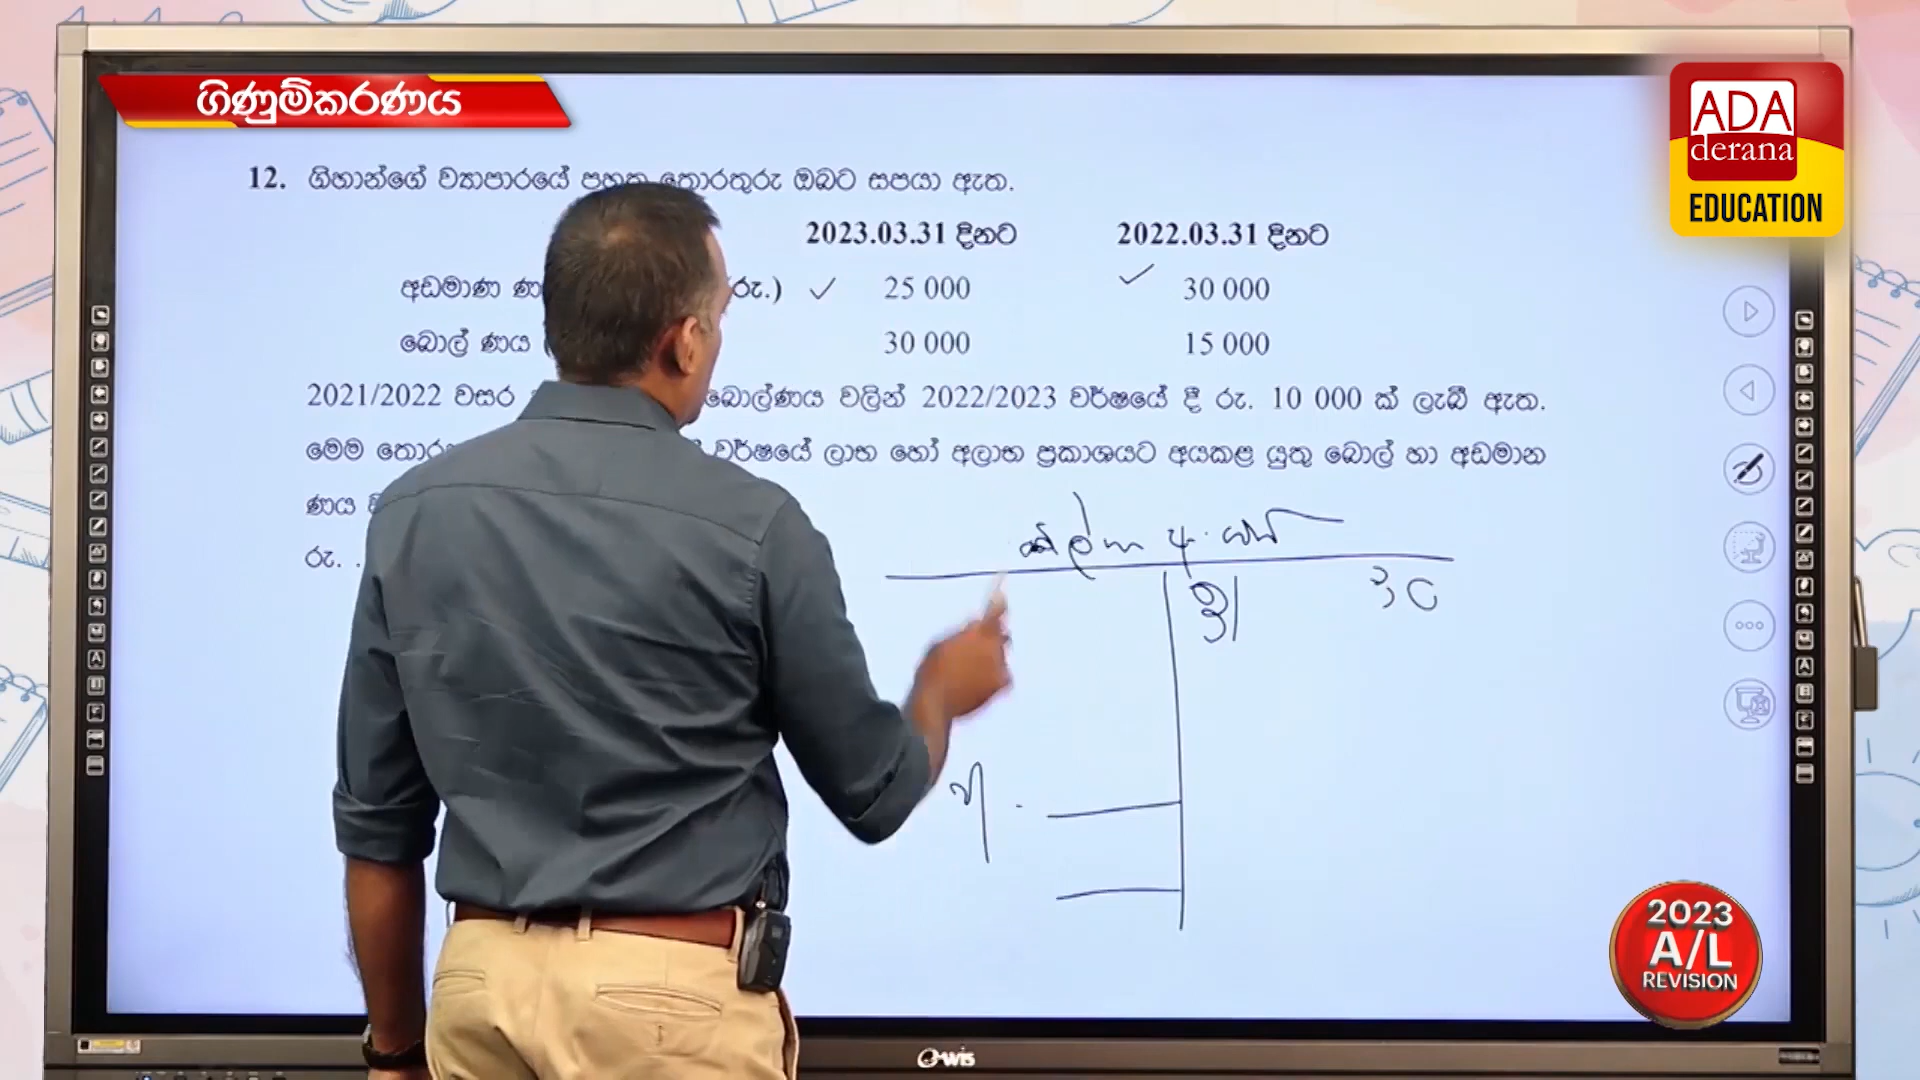 ගිණුම්කරණය
ADA
derana
EDUCATION
12. ගිහාන්ගේ ව්‍යාපාරයේ පහත තොරතුරු ඔබට සපයා ඇත.
2023.03.31 දිනට 2022.03.31 දිනට
අඩමාණ රු.) ✓ 25 000 ✓ 30 000
බොල් ණය 30 000 15 000
2021/2022 වසර බොල්ණය වලින් 2022/2023 වර්ෂයේ දී රු. 10 000 ක් ලැබී ඇත.
මෙම වර්ෂයේ ලාභ හෝ අලාභ ප්‍රකාශයට අයකළ යුතු බොල් හා අඩමාන
ණය
රු. .
30
2023
A/L
REVISION